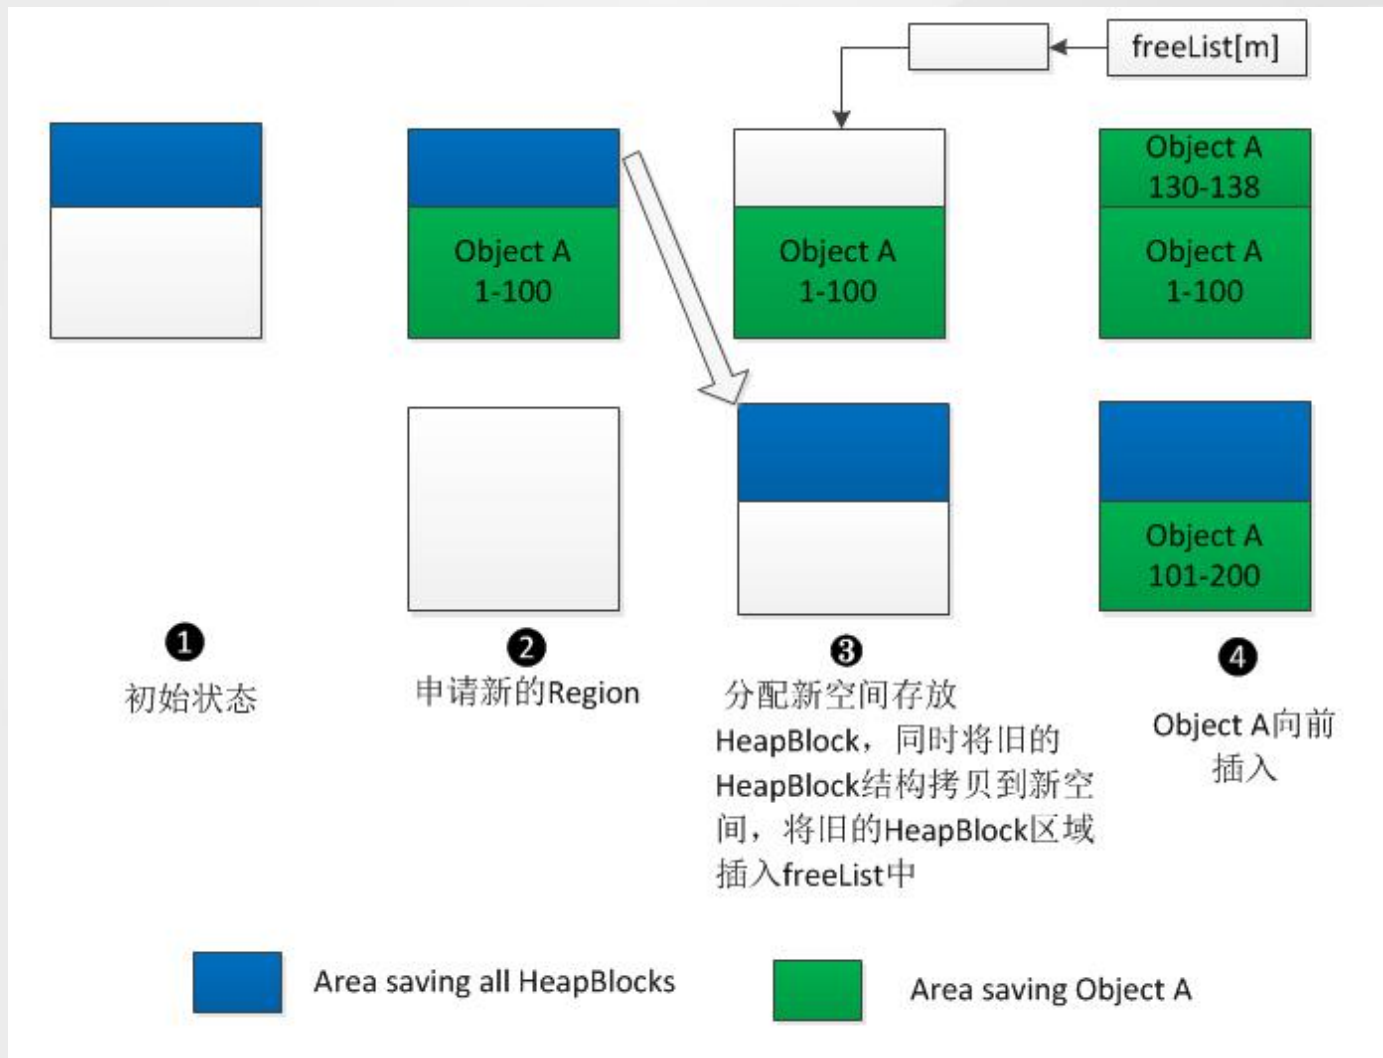 freeList[m]
Object A
1-100
Object A
1-100
Object A
130-138
Object A
1-100
Object A
101-200
❶
初始状态
❷
申请新的Region
❸
分配新空间存放
HeapBlock，同时将旧的
HeapBlock结构拷贝到新空
间，将旧的HeapBlock区域
插入freeList中
❹
Object A向前
插入
Area saving all HeapBlocks
Area saving Object A